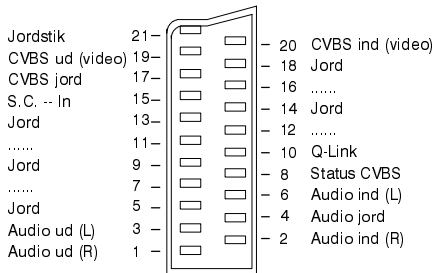 Jordstik 21
CVBS ud (video) 19
CVBS jord 17
S.C. -- In 15
Jord 13
...... 11
Jord 9
...... 7
Jord 5
Audio ud (L) 3
Audio ud (R) 1
20 CVBS ind (video)
18 Jord
16 ......
14 Jord
12 ......
10 Q-Link
8 Status CVBS
6 Audio ind (L)
4 Audio jord
2 Audio ind (R)